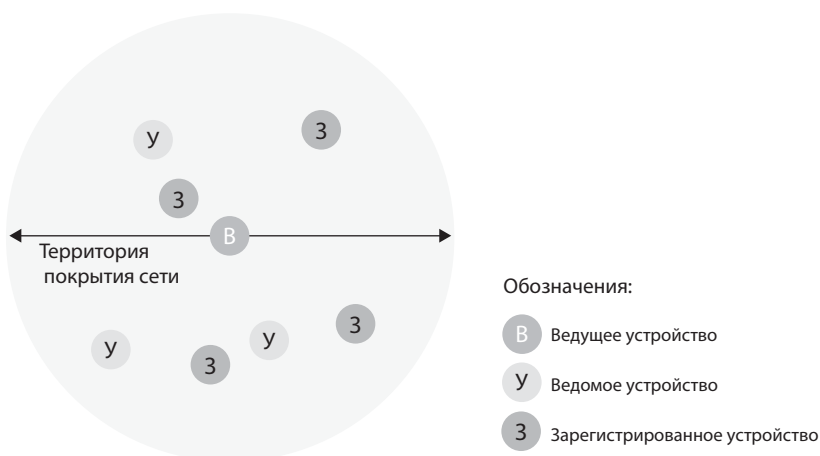 У
З
З
В
Территория
покрытия сети
У
З
У
З
Обозначения:
В Ведущее устройство
У Ведомое устройство
З Зарегистрированное устройство